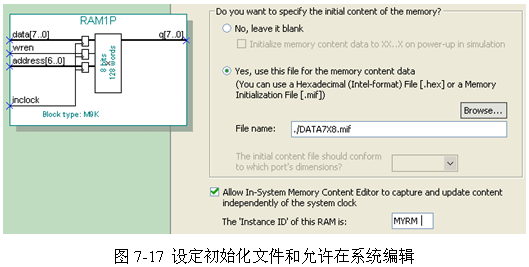 RAM1P
data[7..0]
q[7..0]
wren
address[6..0]
8 bits
128 words
inclock
Block type: M9K
Do you want to specify the initial content of the memory?
No, leave it blank
Initialize memory content data to XX..X on power-up in simulation
Yes, use this file for the memory content data
(You can use a Hexadecimal (Intel-format) File [.hex] or a Memory
Initialization File [.mif])
Browse...
File name:
./DATA7X8.mif
The initial content file should conform
to which port's dimensions?
Allow In-System Memory Content Editor to capture and update content
independently of the system clock
The 'Instance ID' of this RAM is:
MYRM
图 7-17 设定初始化文件和允许在系统编辑